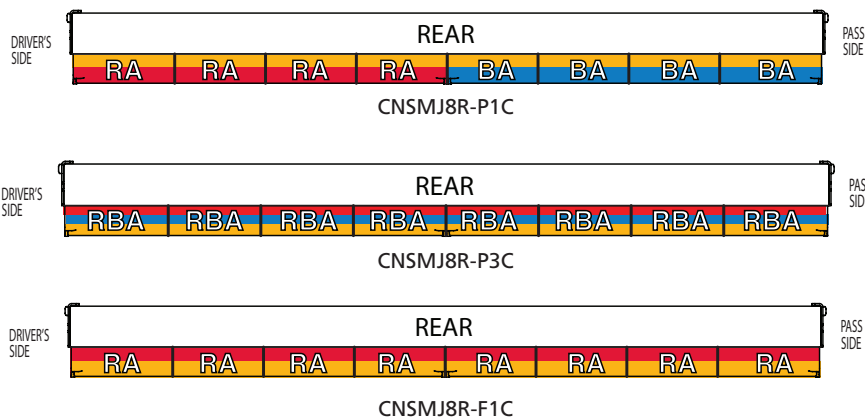 REAR
DRIVER'S
SIDE
PASS
SIDE
RA RA RA RA BA BA BA BA
CNSMJ8R-P1C
REAR
DRIVER'S
SIDE
PAS
SID
RBA RBA RBA RBA RBA RBA RBA RBA
CNSMJ8R-P3C
REAR
DRIVER'S
SIDE
PASS
SIDE
RA RA RA RA RA RA RA RA
CNSMJ8R-F1C